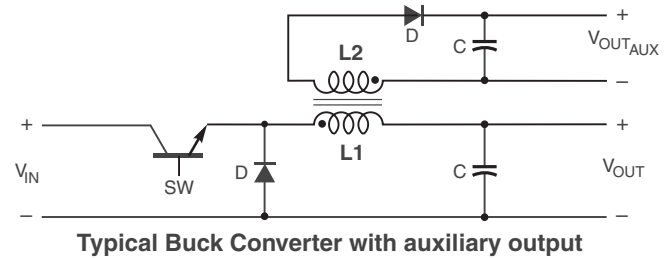 D
+
C
V_OUT_AUX
L2
–
+
+
L1
D
C
V_IN
V_OUT
SW
–
–
Typical Buck Converter with auxiliary output